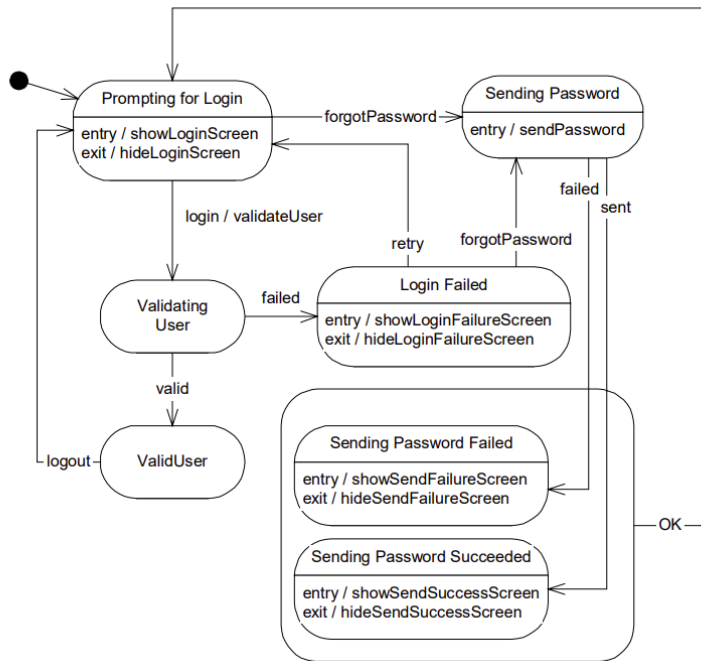 Prompting for Login
entry / showLoginScreen
exit / hideLoginScreen
forgotPassword
Sending Password
entry / sendPassword
failed
sent
login / validateUser
retry
forgotPassword
Validating
User
failed
Login Failed
entry / showLoginFailureScreen
exit / hideLoginFailureScreen
valid
logout
ValidUser
Sending Password Failed
entry / showSendFailureScreen
exit / hideSendFailureScreen
OK
Sending Password Succeeded
entry / showSendSuccessScreen
exit / hideSendSuccessScreen